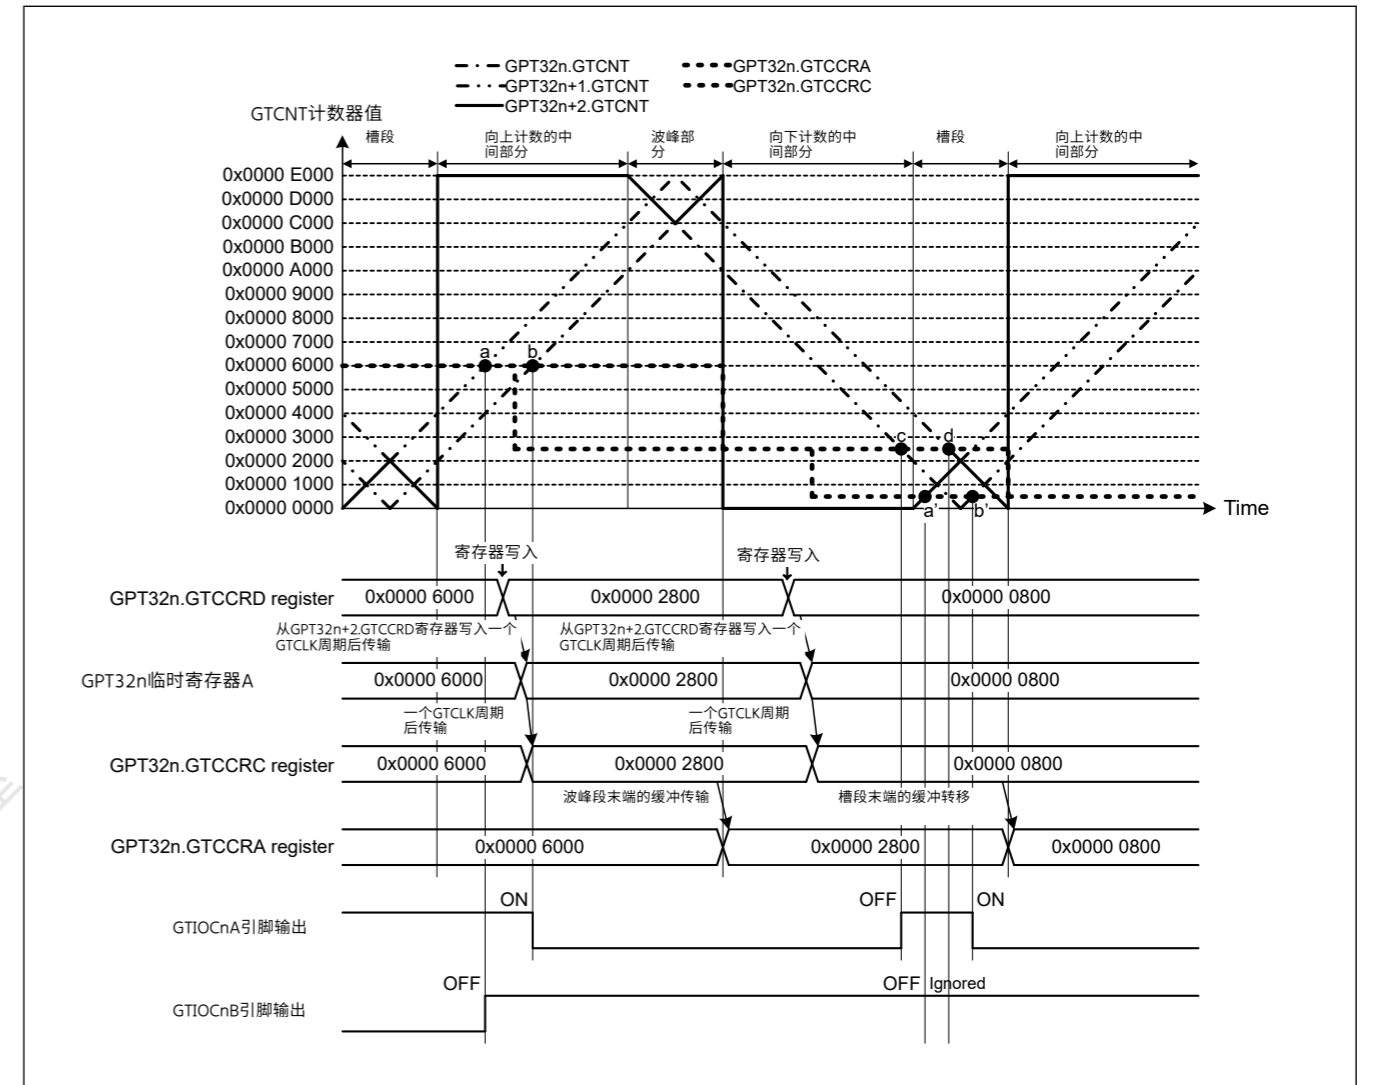 GPT32n.GTCNT
GPT32n+1.GTCNT
GPT32n+2.GTCNT
GPT32n.GTCCRA
GPT32n.GTCCRC
GTCNT计数器值
槽段
向上计数的中
间部分
波峰部
分
向下计数的中
间部分
槽段
向上计数的中
间部分
0x0000 E000
0x0000 D000
0x0000 C000
0x0000 B000
0x0000 A000
0x0000 9000
0x0000 8000
0x0000 7000
0x0000 6000
0x0000 5000
0x0000 4000
0x0000 3000
0x0000 2000
0x0000 1000
0x0000 0000
a
b
c
d
a'
b'
Time
寄存器写入
寄存器写入
GPT32n.GTCCRD register
0x0000 6000
0x0000 2800
0x0000 0800
从GPT32n+2.GTCCRD寄存器写入一个
GTCLK周期后传输
从GPT32n+2.GTCCRD寄存器写入一个
GTCLK周期后传输
GPT32n临时寄存器A
0x0000 6000
0x0000 2800
0x0000 0800
一个GTCLK周期
后传输
一个GTCLK周期
后传输
GPT32n.GTCCRC register
0x0000 6000
0x0000 2800
0x0000 0800
波峰段末端的缓冲传输
槽段末端的缓冲转移
GPT32n.GTCCRA register
0x0000 6000
0x0000 2800
0x0000 0800
ON
OFF
ON
GTIOCnA引脚输出
OFF
OFF
Ignored
GTIOCnB引脚输出